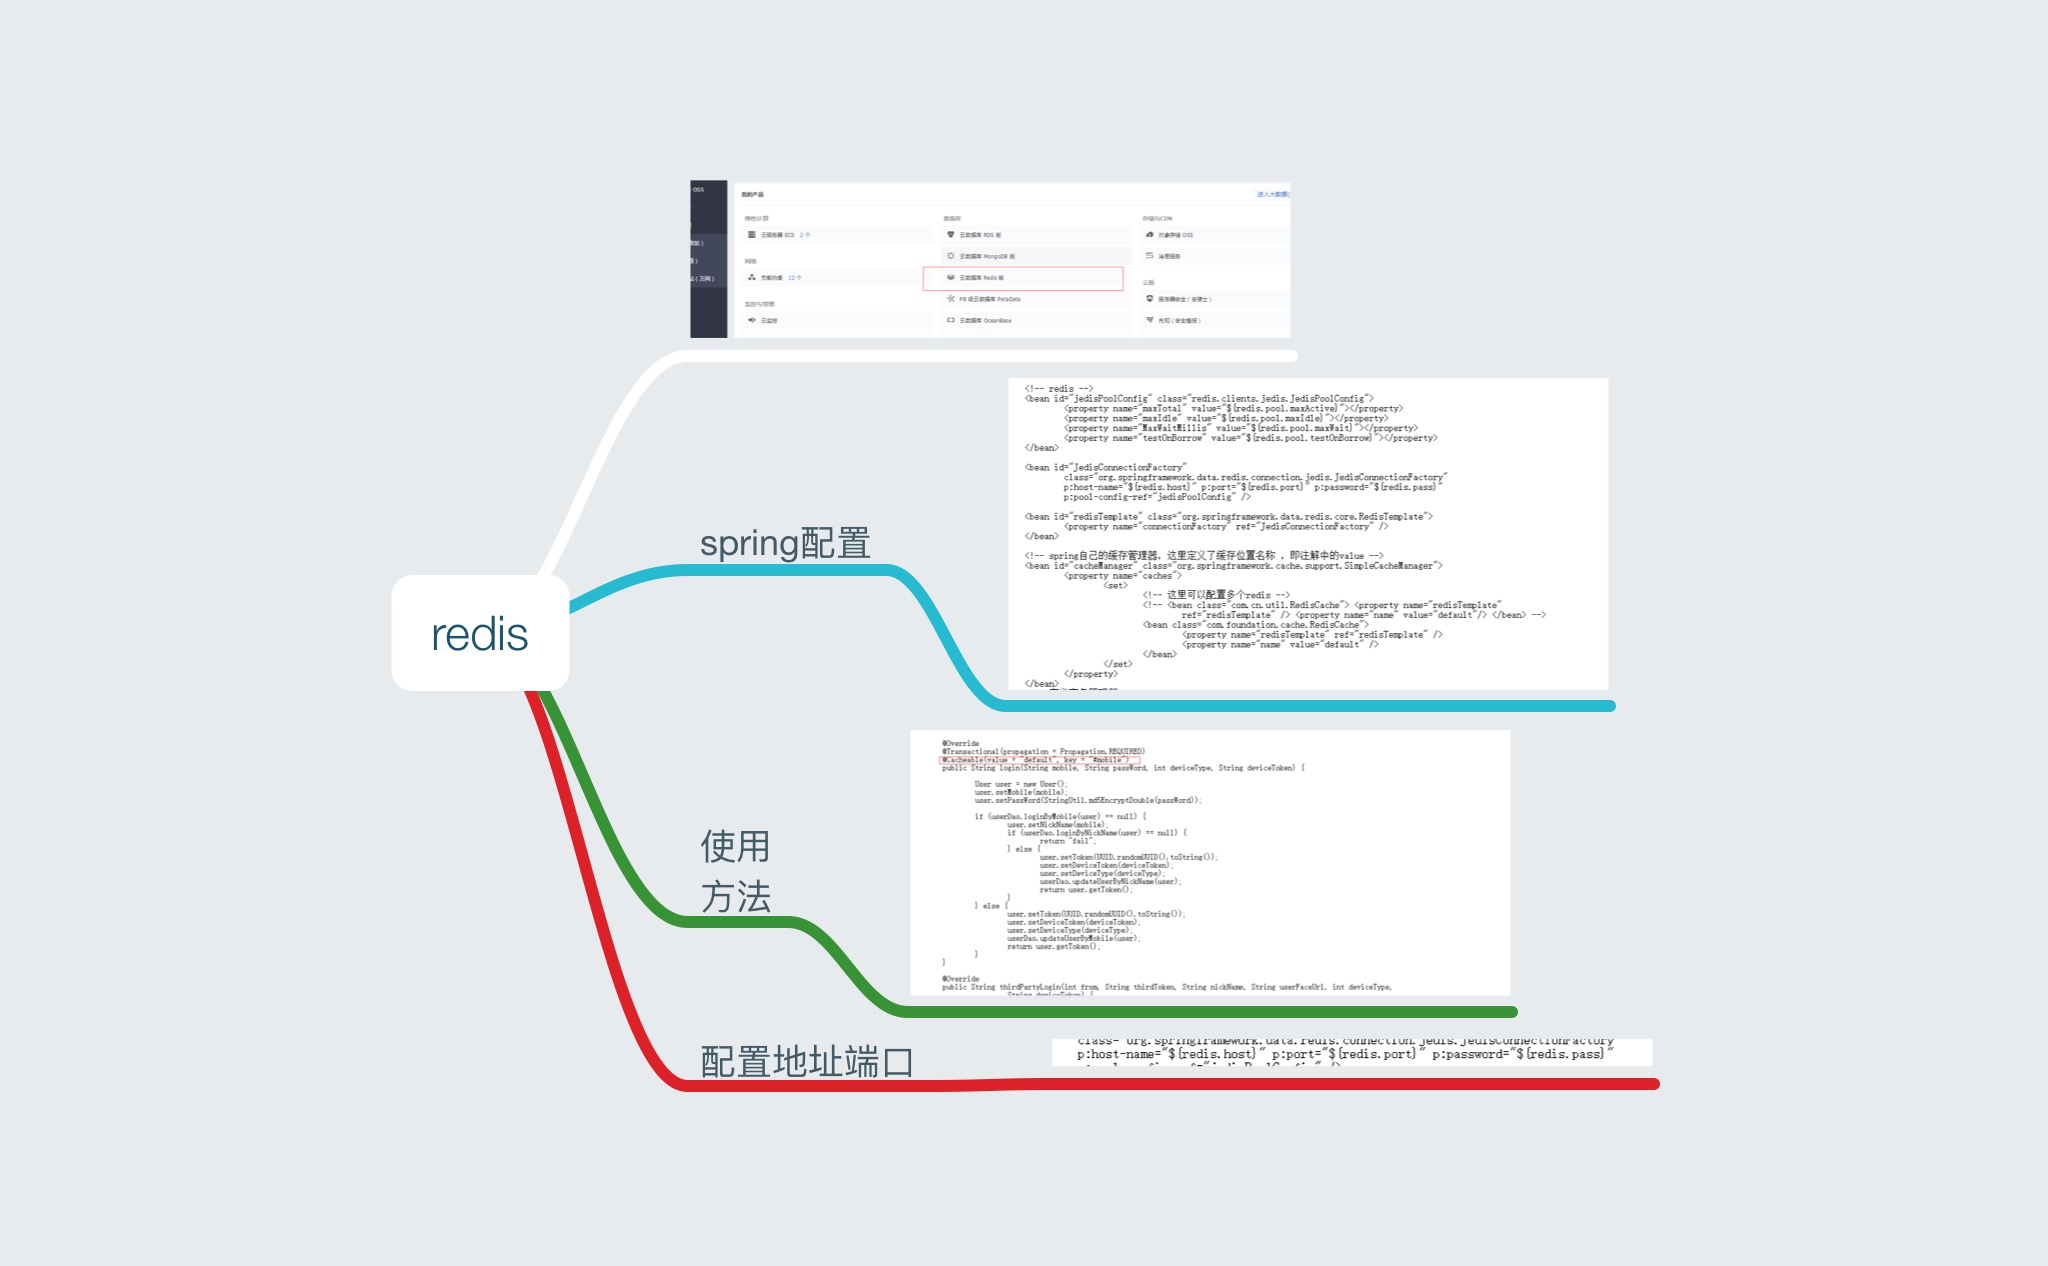 redis
OSS
我的产品
进入大数据(
弹性计算
云服务器 ECS 2 个
网络
负载均衡 12 个
监控与管理
云监控
数据库
云数据库 RDS 版
云数据库 MongoDB 版
云数据库 Redis 版
PB 级云数据库 PetaData
云数据库 OceanBase
存储与CDN
对象存储 OSS
消息服务
云盾
服务器安全（安骑士）
先知（安全情报）
spring配置
<!-- redis -->
<bean id="jedisPoolConfig" class="redis.clients.jedis.JedisPoolConfig">
<property name="maxTotal" value="${redis.pool.maxActive}"></property>
<property name="maxIdle" value="${redis.pool.maxIdle}"></property>
<property name="MaxWaitMillis" value="${redis.pool.maxWait}"></property>
<property name="testOnBorrow" value="${redis.pool.testOnBorrow}"></property>
</bean>
<bean id="JedisConnectionFactory"
class="org.springframework.data.redis.connection.jedis.JedisConnectionFactory"
p:host-name="${redis.host}" p:port="${redis.port}" p:password="${redis.pass}"
p:pool-config-ref="jedisPoolConfig" />
<bean id="redisTemplate" class="org.springframework.data.redis.core.RedisTemplate">
<property name="connectionFactory" ref="JedisConnectionFactory" />
</bean>
<!-- spring自己的缓存管理器，这里定义了缓存位置名称 ，即注解中的value -->
<bean id="cacheManager" class="org.springframework.cache.support.SimpleCacheManager">
<property name="caches">
<set>
<!-- 这里可以配置多个redis -->
<!-- <bean class="com.cn.util.RedisCache"> <property name="redisTemplate"
ref="redisTemplate" /> <property name="name" value="default"/> </bean> -->
<bean class="com.foundation.cache.RedisCache">
<property name="redisTemplate" ref="redisTemplate" />
<property name="name" value="default" />
</bean>
</set>
</property>
</bean>
使用
方法
@Override
@Transactional(propagation = Propagation.REQUIRED)
@Cacheable(value = "default", key = "#mobile")
public String login(String mobile, String passWord, int deviceType, String deviceToken) {
User user = new User();
user.setMobile(mobile);
user.setPassWord(StringUtil.md5EncryptDouble(passWord));
if (userDao.loginByMobile(user) == null) {
user.setNickName(mobile);
if (userDao.loginByNickName(user) == null) {
return "fail";
} else {
user.setToken(UUID.randomUUID().toString());
user.setDeviceToken(deviceToken);
user.setDeviceType(deviceType);
userDao.updateUserByNickName(user);
return user.getToken();
}
} else {
user.setToken(UUID.randomUUID().toString());
user.setDeviceToken(deviceToken);
user.setDeviceType(deviceType);
userDao.updateUserByMobile(user);
return user.getToken();
}
}
@Override
public String thirdPartyLogin(int from, String thirdToken, String nickName, String userFaceUrl, int deviceType,
String deviceToken) {
配置地址端口
class="org.springframework.data.redis.connection.jedis.JedisConnectionFactory
p:host-name="${redis.host}" p:port="${redis.port}" p:password="${redis.pass}"